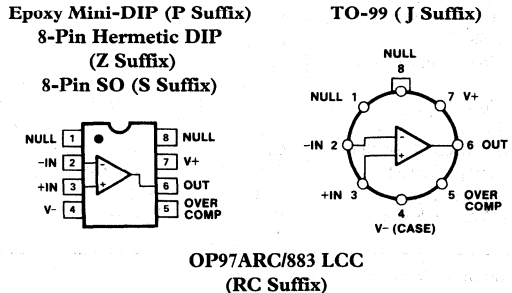 Epoxy Mini-DIP (P Suffix)
8-Pin Hermetic DIP
(Z Suffix)
8-Pin SO (S Suffix)
NULL 1
8 NULL
-IN 2
7 V+
+IN 3
6 OUT
V- 4
5 OVER
COMP
-
+
TO-99 ( J Suffix)
NULL
8
NULL 1
7 V+
-IN 2
6 OUT
+IN 3
5 OVER
COMP
4
V- (CASE)
-
+
OP97ARC/883 LCC
(RC Suffix)